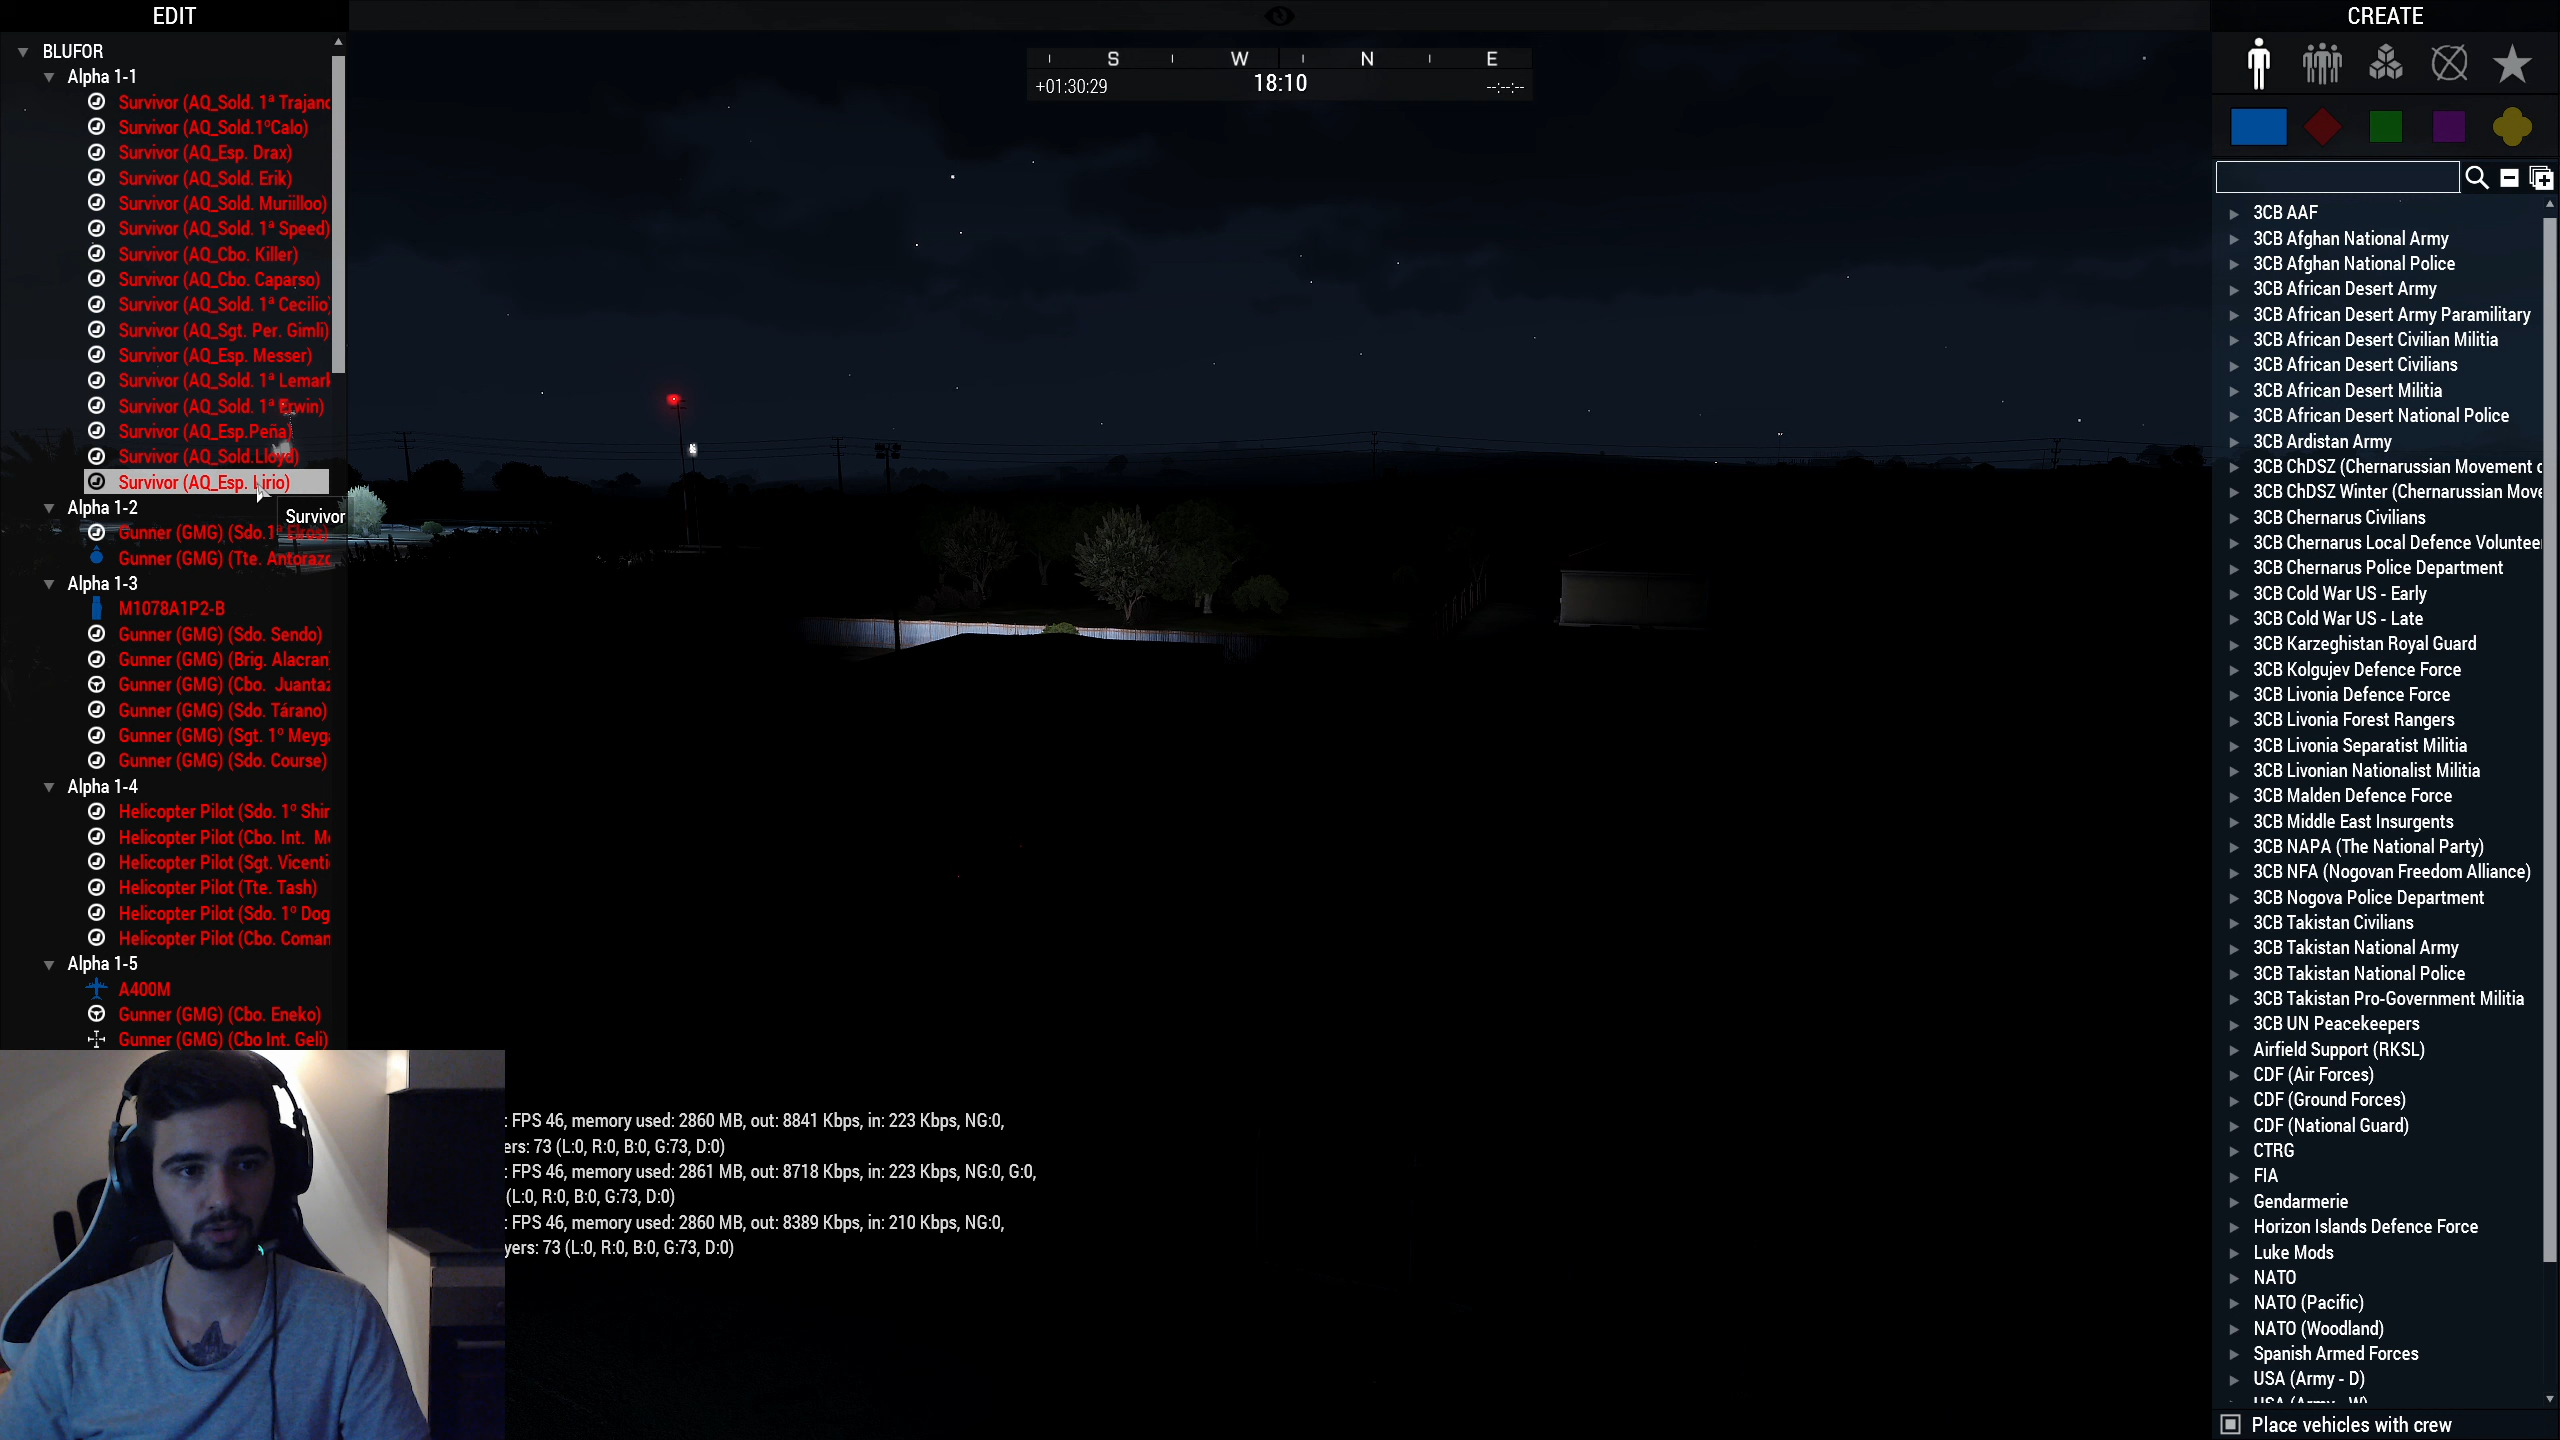 EDIT
BLUFOR
Alpha 1-1
Survivor (AQ_Sold. 1ª Trajano
Survivor (AQ_Sold.1ºCalo)
Survivor (AQ_Esp. Drax)
Survivor (AQ_Sold. Erik)
Survivor (AQ_Sold. Muriilloo)
Survivor (AQ_Sold. 1ª Speed)
Survivor (AQ_Cbo. Killer)
Survivor (AQ_Cbo. Caparso)
Survivor (AQ_Sold. 1ª Cecilio)
Survivor (AQ_Sgt. Per. Gimli)
Survivor (AQ_Esp. Messer)
Survivor (AQ_Sold. 1ª Lemark
Survivor (AQ_Sold. 1ª Erwin)
Survivor (AQ_Esp.Peña)
Survivor (AQ_Sold.Lloyd)
Survivor (AQ_Esp. Lirio)
Survivor
Alpha 1-2
Gunner (GMG) (Sdo.1ª Elros)
Gunner (GMG) (Tte. Antorazo
Alpha 1-3
M1078A1P2-B
Gunner (GMG) (Sdo. Sendo)
Gunner (GMG) (Brig. Alacran)
Gunner (GMG) (Cbo. Juantaz
Gunner (GMG) (Sdo. Tárano)
Gunner (GMG) (Sgt. 1º Meyga
Gunner (GMG) (Sdo. Course)
Alpha 1-4
Helicopter Pilot (Sdo. 1º Shir
Helicopter Pilot (Cbo. Int. Mo
Helicopter Pilot (Sgt. Vicenti
Helicopter Pilot (Tte. Tash)
Helicopter Pilot (Sdo. 1º Dog
Helicopter Pilot (Cbo. Coman
Alpha 1-5
A400M
Gunner (GMG) (Cbo. Eneko)
Gunner (GMG) (Cbo Int. Geli)
S W N E
+01:30:29 18:10 --:--:--
: FPS 46, memory used: 2860 MB, out: 8841 Kbps, in: 223 Kbps, NG:0,
ers: 73 (L:0, R:0, B:0, G:73, D:0)
: FPS 46, memory used: 2861 MB, out: 8718 Kbps, in: 223 Kbps, NG:0, G:0,
(L:0, R:0, B:0, G:73, D:0)
: FPS 46, memory used: 2860 MB, out: 8389 Kbps, in: 210 Kbps, NG:0,
yers: 73 (L:0, R:0, B:0, G:73, D:0)
CREATE
3CB AAF
3CB Afghan National Army
3CB Afghan National Police
3CB African Desert Army
3CB African Desert Army Paramilitary
3CB African Desert Civilian Militia
3CB African Desert Civilians
3CB African Desert Militia
3CB African Desert National Police
3CB Ardistan Army
3CB ChDSZ (Chernarussian Movement o
3CB ChDSZ Winter (Chernarussian Move
3CB Chernarus Civilians
3CB Chernarus Local Defence Voluntee
3CB Chernarus Police Department
3CB Cold War US - Early
3CB Cold War US - Late
3CB Karzeghistan Royal Guard
3CB Kolgujev Defence Force
3CB Livonia Defence Force
3CB Livonia Forest Rangers
3CB Livonia Separatist Militia
3CB Livonian Nationalist Militia
3CB Malden Defence Force
3CB Middle East Insurgents
3CB NAPA (The National Party)
3CB NFA (Nogovan Freedom Alliance)
3CB Nogova Police Department
3CB Takistan Civilians
3CB Takistan National Army
3CB Takistan National Police
3CB Takistan Pro-Government Militia
3CB UN Peacekeepers
Airfield Support (RKSL)
CDF (Air Forces)
CDF (Ground Forces)
CDF (National Guard)
CTRG
FIA
Gendarmerie
Horizon Islands Defence Force
Luke Mods
NATO
NATO (Pacific)
NATO (Woodland)
Spanish Armed Forces
USA (Army - D)
USA (Army - W)
Place vehicles with crew